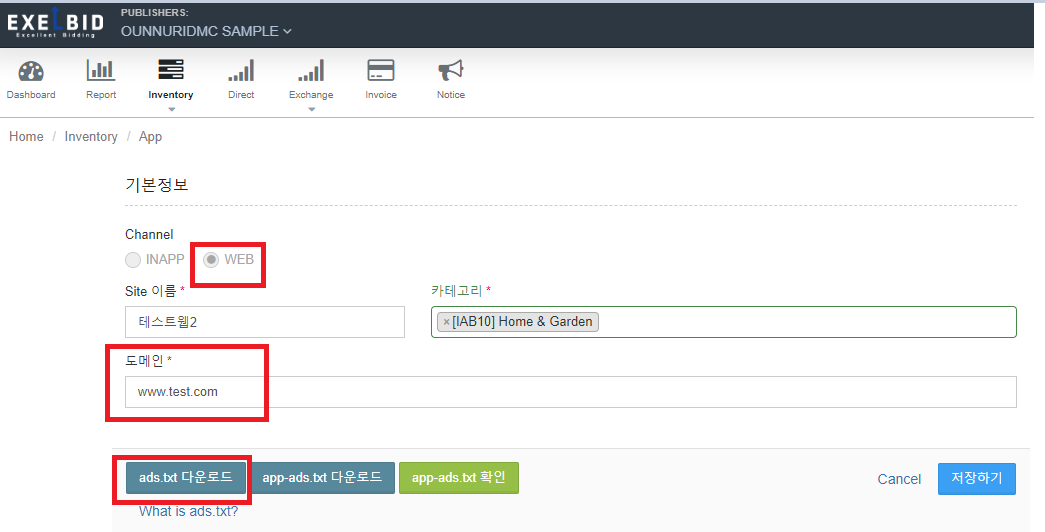 EXELBID
Excellent Bidding
PUBLISHERS:
OUNNURIDMC SAMPLE
Dashboard
Report
Inventory
Direct
Exchange
Invoice
Notice
Home / Inventory / App
기본정보
Channel
INAPP WEB
Site 이름 *
카테고리 *
테스트웹2
×[IAB10] Home & Garden
도메인 *
www.test.com
ads.txt 다운로드
app-ads.txt 다운로드
app-ads.txt 확인
Cancel
저장하기
What is ads.txt?